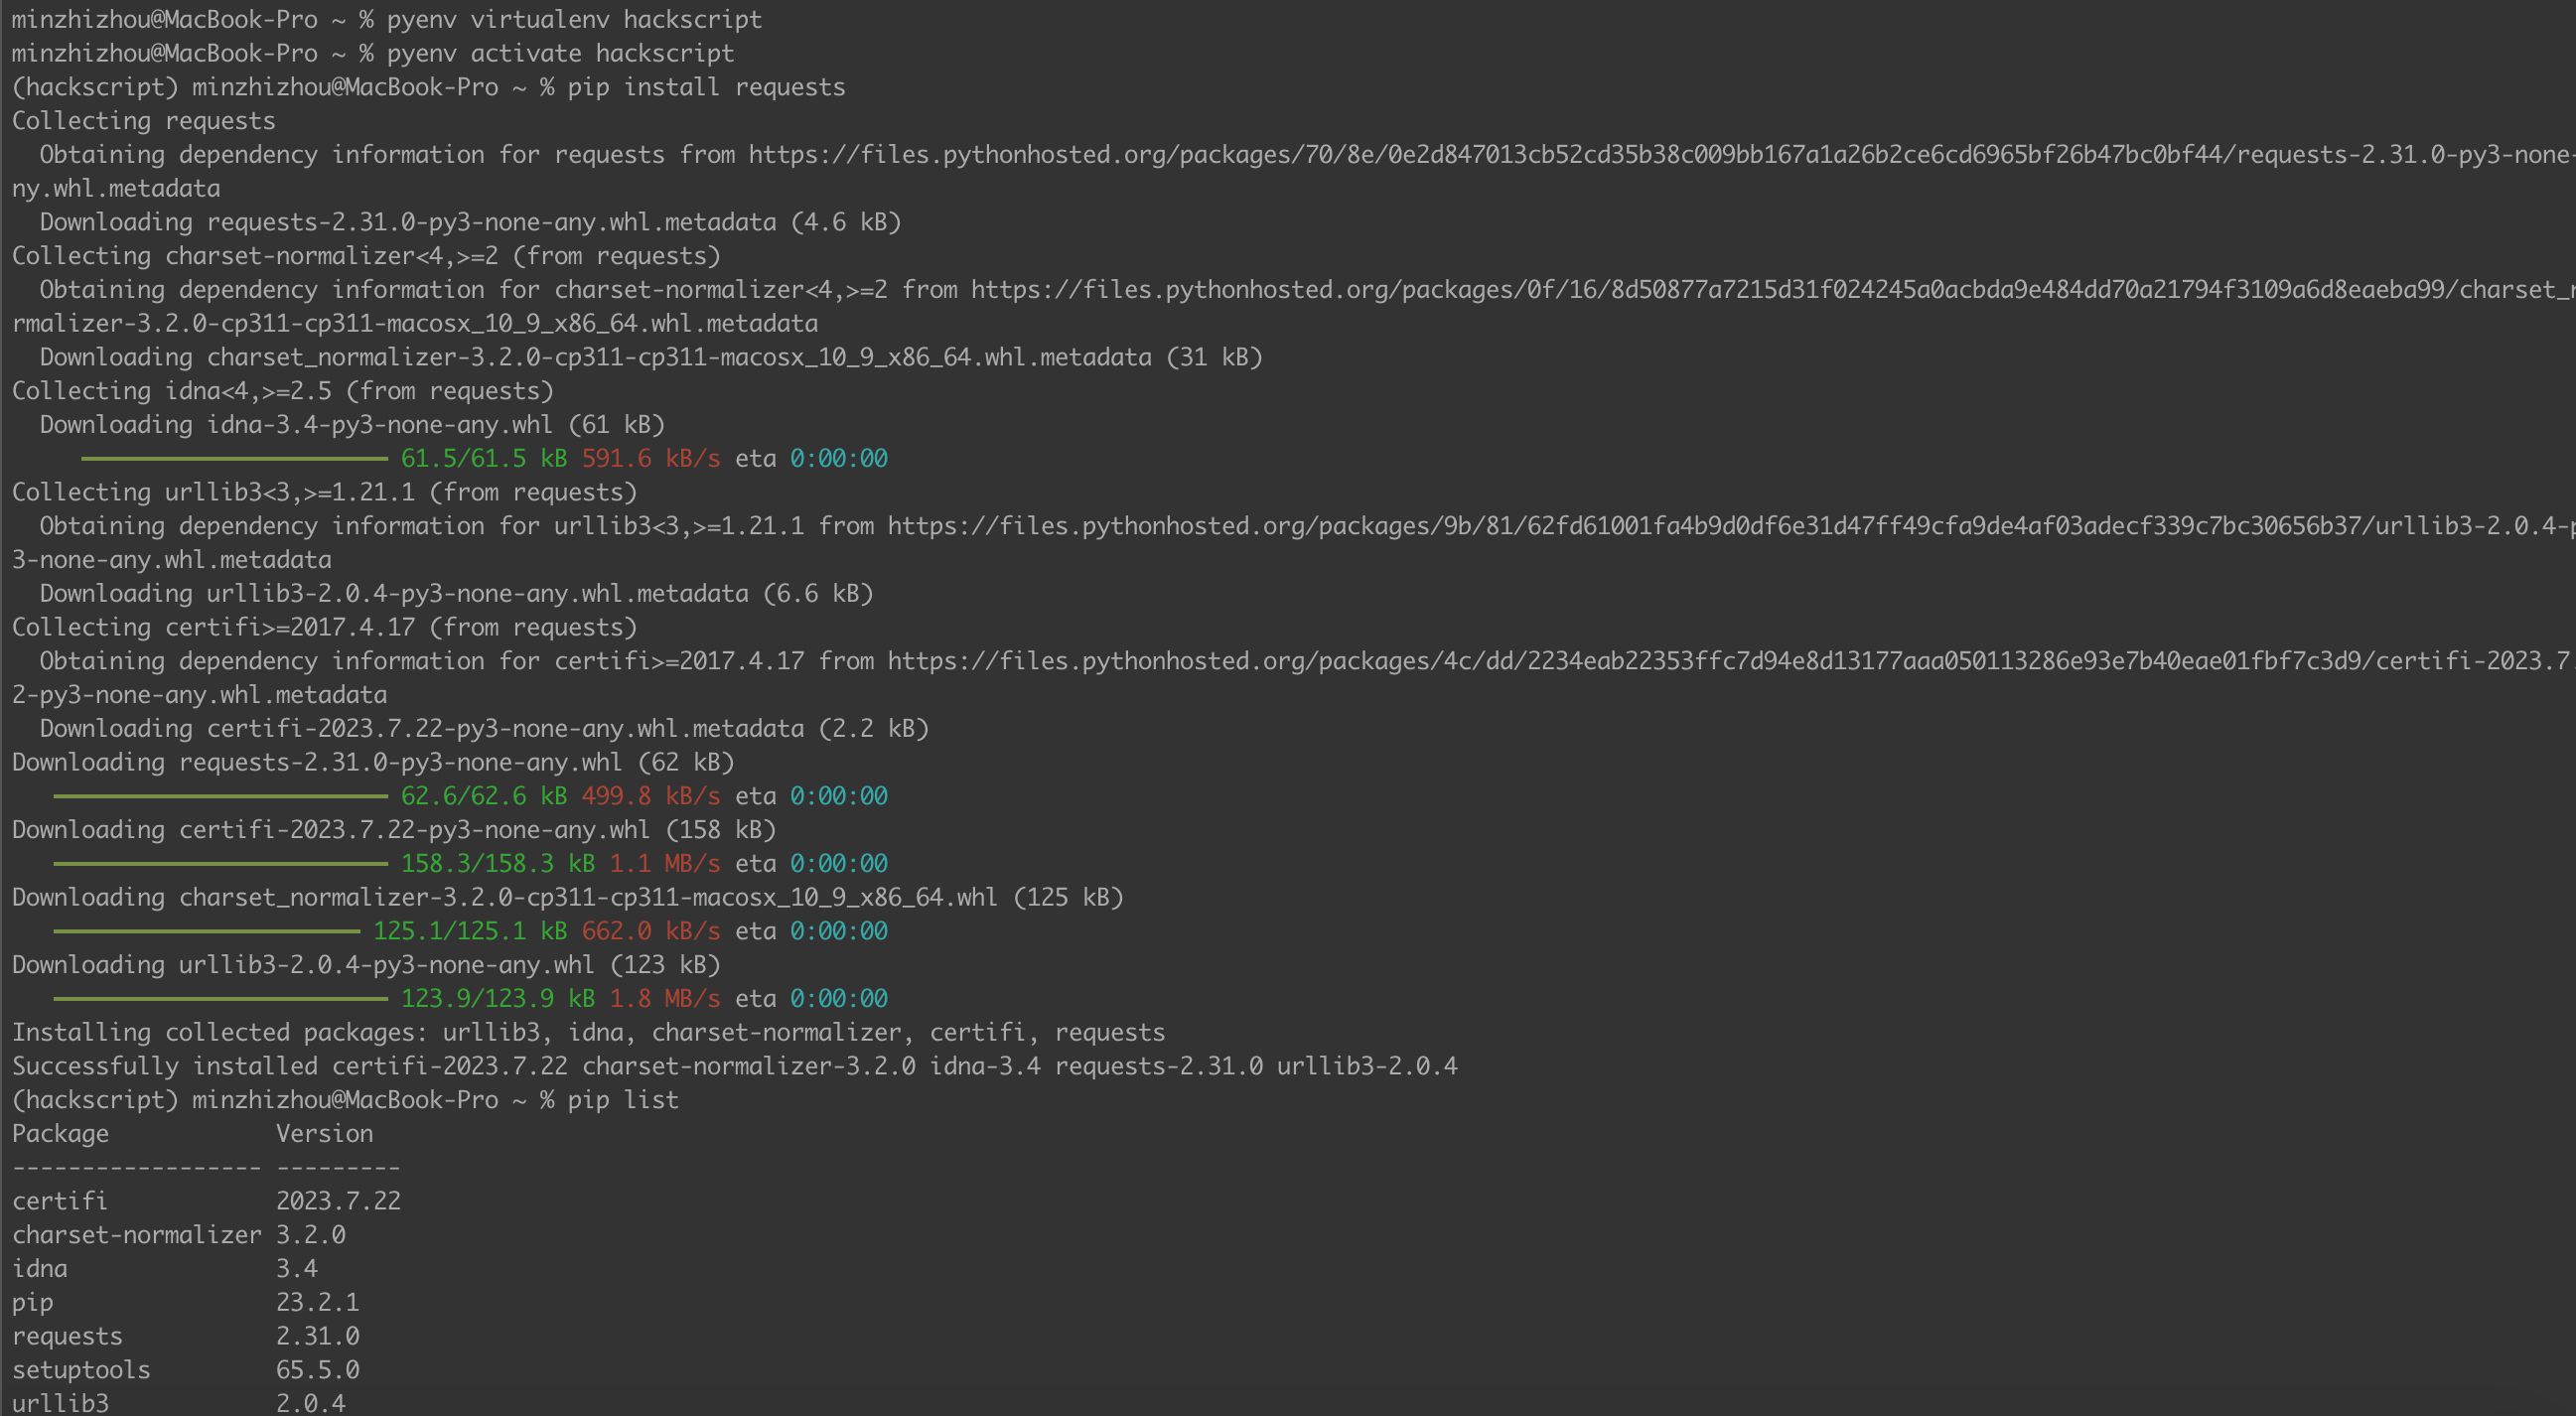 minzhizhou@MacBook-Pro ~ % pyenv virtualenv hackscript
minzhizhou@MacBook-Pro ~ % pyenv activate hackscript
(hackscript) minzhizhou@MacBook-Pro ~ % pip install requests
Collecting requests
  Obtaining dependency information for requests from https://files.pythonhosted.org/packages/70/8e/0e2d847013cb52cd35b38c009bb167a1a26b2ce6cd6965bf26b47bc0bf44/requests-2.31.0-py3-none-
ny.whl.metadata
  Downloading requests-2.31.0-py3-none-any.whl.metadata (4.6 kB)
Collecting charset-normalizer<4,>=2 (from requests)
  Obtaining dependency information for charset-normalizer<4,>=2 from https://files.pythonhosted.org/packages/0f/16/8d50877a7215d31f024245a0acbda9e484dd70a21794f3109a6d8eaeba99/charset_
rmalizer-3.2.0-cp311-cp311-macosx_10_9_x86_64.whl.metadata
  Downloading charset_normalizer-3.2.0-cp311-cp311-macosx_10_9_x86_64.whl.metadata (31 kB)
Collecting idna<4,>=2.5 (from requests)
  Downloading idna-3.4-py3-none-any.whl (61 kB)
61.5/61.5 kB 591.6 kB/s eta 0:00:00
Collecting urllib3<3,>=1.21.1 (from requests)
  Obtaining dependency information for urllib3<3,>=1.21.1 from https://files.pythonhosted.org/packages/9b/81/62fd61001fa4b9d0df6e31d47ff49cfa9de4af03adecf339c7bc30656b37/urllib3-2.0.4-p
3-none-any.whl.metadata
  Downloading urllib3-2.0.4-py3-none-any.whl.metadata (6.6 kB)
Collecting certifi>=2017.4.17 (from requests)
  Obtaining dependency information for certifi>=2017.4.17 from https://files.pythonhosted.org/packages/4c/dd/2234eab22353ffc7d94e8d13177aaa050113286e93e7b40eae01fbf7c3d9/certifi-2023.7.
2-py3-none-any.whl.metadata
  Downloading certifi-2023.7.22-py3-none-any.whl.metadata (2.2 kB)
Downloading requests-2.31.0-py3-none-any.whl (62 kB)
62.6/62.6 kB 499.8 kB/s eta 0:00:00
Downloading certifi-2023.7.22-py3-none-any.whl (158 kB)
158.3/158.3 kB 1.1 MB/s eta 0:00:00
Downloading charset_normalizer-3.2.0-cp311-cp311-macosx_10_9_x86_64.whl (125 kB)
125.1/125.1 kB 662.0 kB/s eta 0:00:00
Downloading urllib3-2.0.4-py3-none-any.whl (123 kB)
123.9/123.9 kB 1.8 MB/s eta 0:00:00
Installing collected packages: urllib3, idna, charset-normalizer, certifi, requests
Successfully installed certifi-2023.7.22 charset-normalizer-3.2.0 idna-3.4 requests-2.31.0 urllib3-2.0.4
(hackscript) minzhizhou@MacBook-Pro ~ % pip list
Package            Version
------------------ ---------
certifi            2023.7.22
charset-normalizer 3.2.0
idna               3.4
pip                23.2.1
requests           2.31.0
setuptools         65.5.0
urllib3            2.0.4